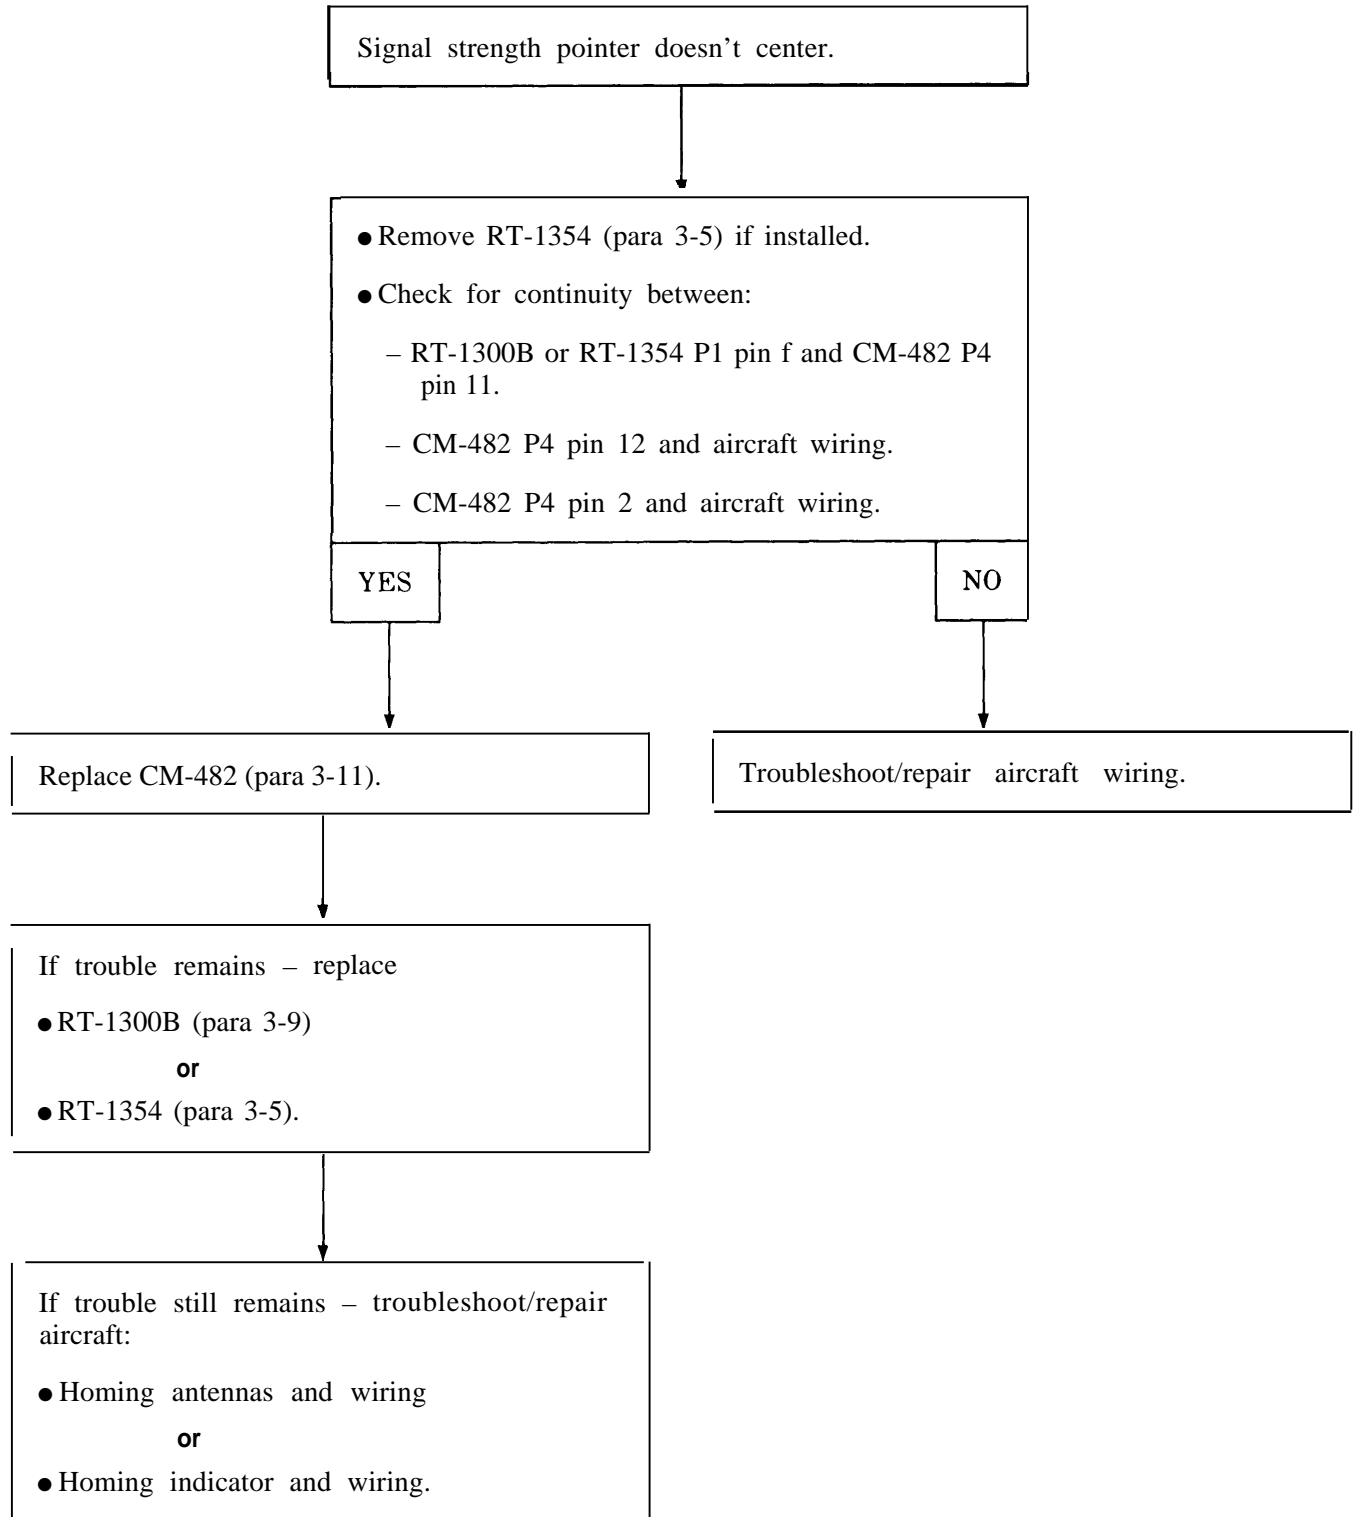 Signal strength pointer doesn't center.
● Remove RT-1354 (para 3-5) if installed.
● Check for continuity between:
– RT-1300B or RT-1354 P1 pin f and CM-482 P4
pin 11.
– CM-482 P4 pin 12 and aircraft wiring.
– CM-482 P4 pin 2 and aircraft wiring.
YES
NO
Replace CM-482 (para 3-11).
Troubleshoot/repair aircraft wiring.
If trouble remains – replace
● RT-1300B (para 3-9)
or
● RT-1354 (para 3-5).
If trouble still remains – troubleshoot/repair
aircraft:
● Homing antennas and wiring
or
● Homing indicator and wiring.